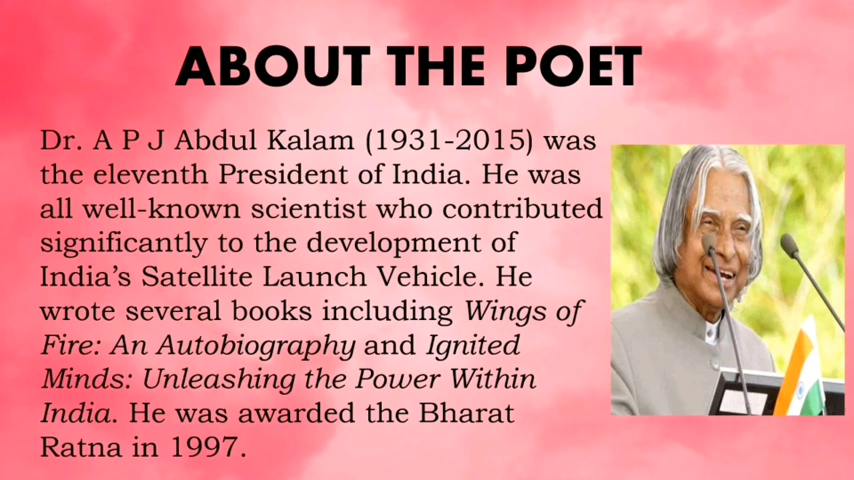 ABOUT THE POET
Dr. A P J Abdul Kalam (1931-2015) was
the eleventh President of India. He was
all well-known scientist who contributed
significantly to the development of
India’s Satellite Launch Vehicle. He
wrote several books including Wings of
Fire: An Autobiography and Ignited
Minds: Unleashing the Power Within
India. He was awarded the Bharat
Ratna in 1997.